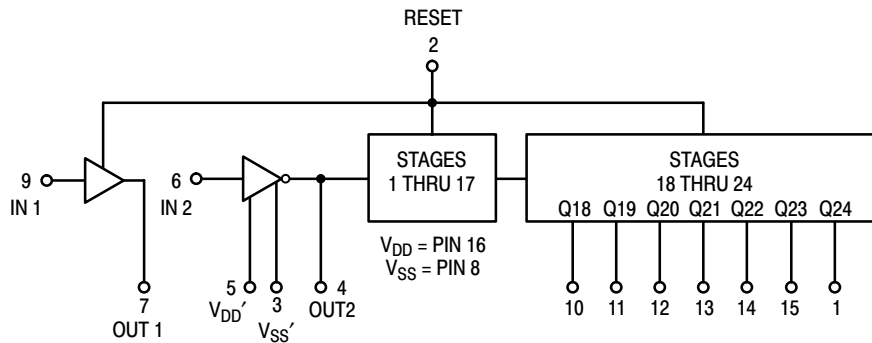 RESET
2
STAGES
1 THRU 17
STAGES
18 THRU 24
Q18 Q19 Q20 Q21 Q22 Q23 Q24
9
IN 1
6
IN 2
V_DD = PIN 16
V_SS = PIN 8
7
OUT 1
5
V_DD′
3
V_SS′
4
OUT2
10 11 12 13 14 15 1